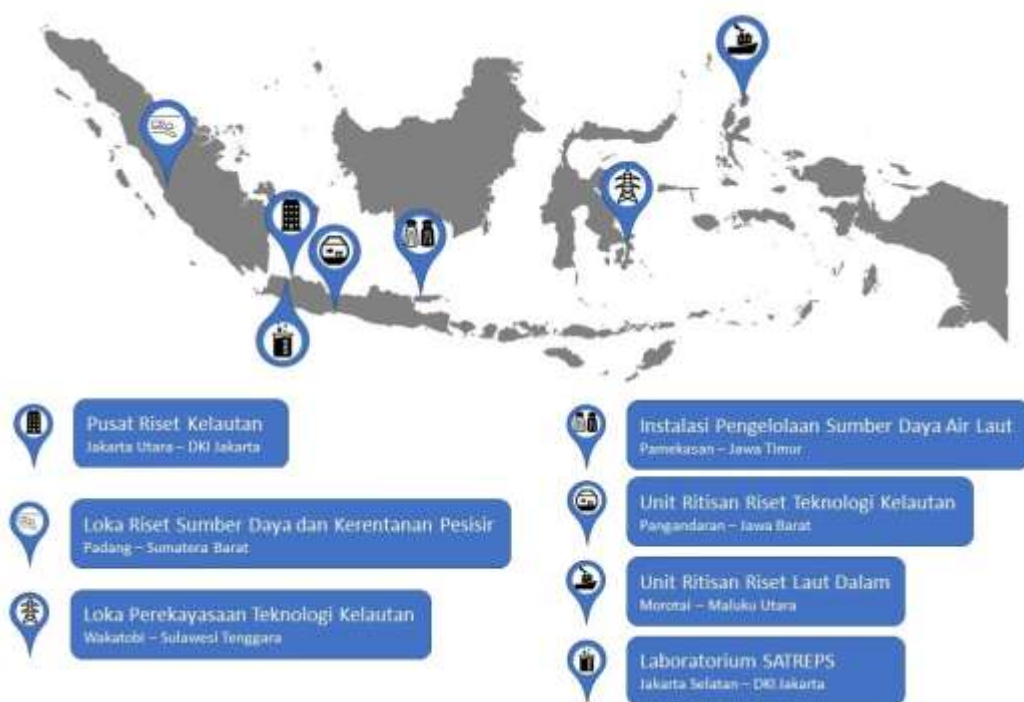 Pusat Riset Kelautan
Jakarta Utara – DKI Jakarta
Loka Riset Sumber Daya dan Kerentanan Pesisir
Padang – Sumatera Barat
Loka Perekayasaan Teknologi Kelautan
Wakatobi – Sulawesi Tenggara
Instalasi Pengelolaan Sumber Daya Air Laut
Pamekasan – Jawa Timur
Unit Ritisan Riset Teknologi Kelautan
Pangandaran – Jawa Barat
Unit Ritisan Riset Laut Dalam
Morotai – Maluku Utara
Laboratorium SATREPS
Jakarta Selatan – DKI Jakarta